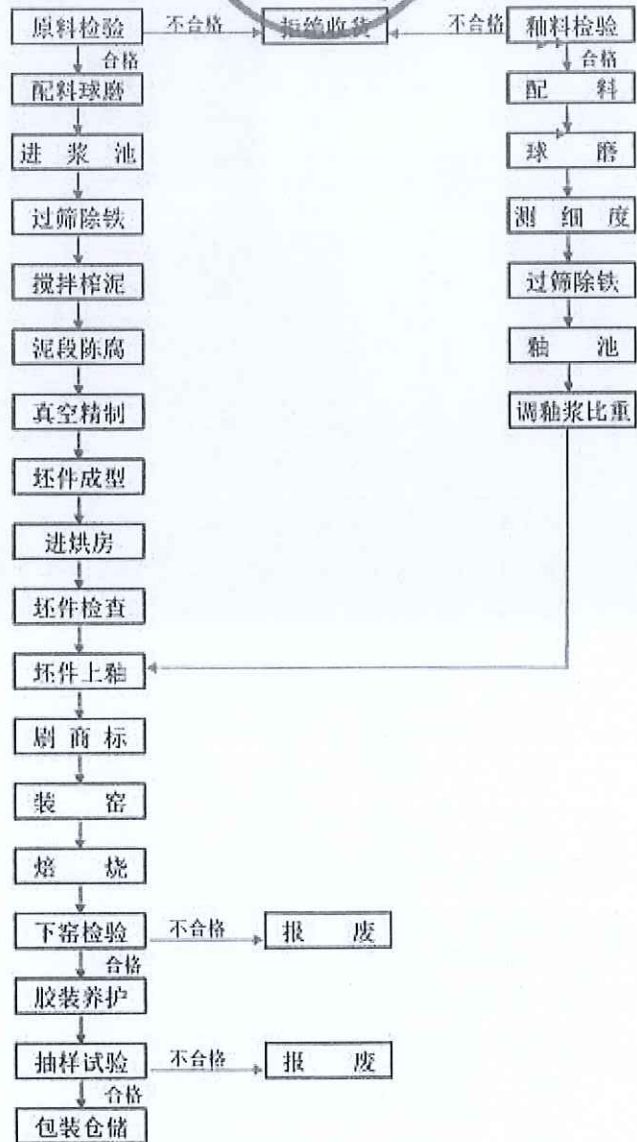 原料检验 不合格 拒绝收货 不合格 釉料检验
合格 合格
配料球磨 配 料
进 浆 池 球 磨
过筛除铁 测 细 度
搅拌榨泥 过筛除铁
泥段陈腐 釉 池
真空精制 调釉浆比重
坯件成型
进烘房
坯件检查
坯件上釉
刷 商 标
装 窑
焙 烧
下窑检验 不合格 报 废
合格
胶装养护
抽样试验 不合格 报 废
合格
包装仓储